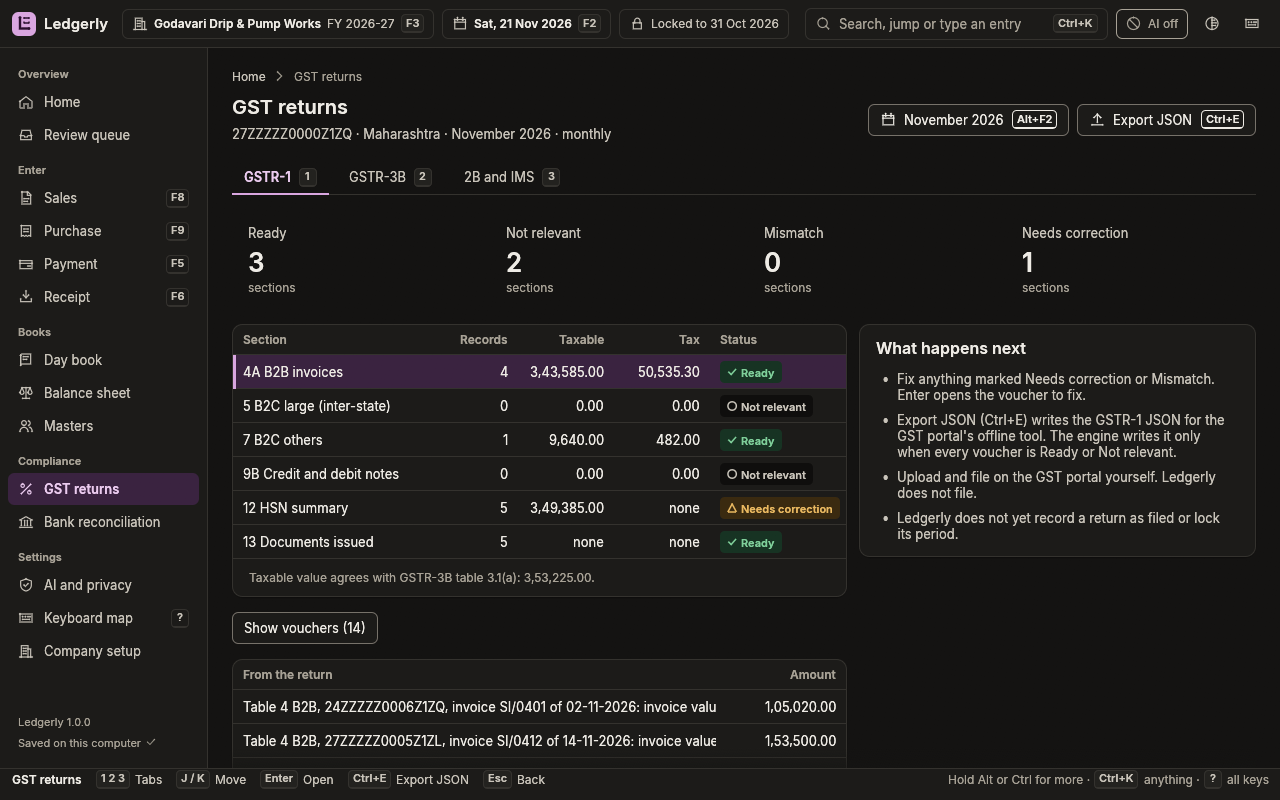 Ledgerly
Godavari Drip & Pump Works FY 2026-27 F3
Sat, 21 Nov 2026 F2
Locked to 31 Oct 2026
Search, jump or type an entry Ctrl+K
AI off
Overview
Home
Review queue
Enter
Sales F8
Purchase F9
Payment F5
Receipt F6
Books
Day book
Balance sheet
Masters
Compliance
GST returns
Bank reconciliation
Settings
AI and privacy
Keyboard map ?
Company setup
Ledgerly 1.0.0
Saved on this computer
Home > GST returns
GST returns
27ZZZZZ0000Z1ZQ · Maharashtra · November 2026 · monthly
November 2026 Alt+F2
Export JSON Ctrl+E
GSTR-1 1 GSTR-3B 2 2B and IMS 3
Ready
3
sections
Not relevant
2
sections
Mismatch
0
sections
Needs correction
1
sections
Section Records Taxable Tax Status
4A B2B invoices 4 3,43,585.00 50,535.30 Ready
5 B2C large (inter-state) 0 0.00 0.00 Not relevant
7 B2C others 1 9,640.00 482.00 Ready
9B Credit and debit notes 0 0.00 0.00 Not relevant
12 HSN summary 5 3,49,385.00 none Needs correction
13 Documents issued 5 none none Ready
Taxable value agrees with GSTR-3B table 3.1(a): 3,53,225.00.
What happens next
• Fix anything marked Needs correction or Mismatch.
Enter opens the voucher to fix.
• Export JSON (Ctrl+E) writes the GSTR-1 JSON for the
GST portal's offline tool. The engine writes it only
when every voucher is Ready or Not relevant.
• Upload and file on the GST portal yourself. Ledgerly
does not file.
• Ledgerly does not yet record a return as filed or lock
its period.
Show vouchers (14)
From the return Amount
Table 4 B2B, 24ZZZZZ0006Z1ZQ, invoice SI/0401 of 02-11-2026: invoice valu 1,05,020.00
Table 4 B2B, 27ZZZZZ0005Z1ZL, invoice SI/0412 of 14-11-2026: invoice value 1,53,500.00
GST returns 1 2 3 Tabs J / K Move Enter Open Ctrl+E Export JSON Esc Back
Hold Alt or Ctrl for more · Ctrl+K anything · ? all keys